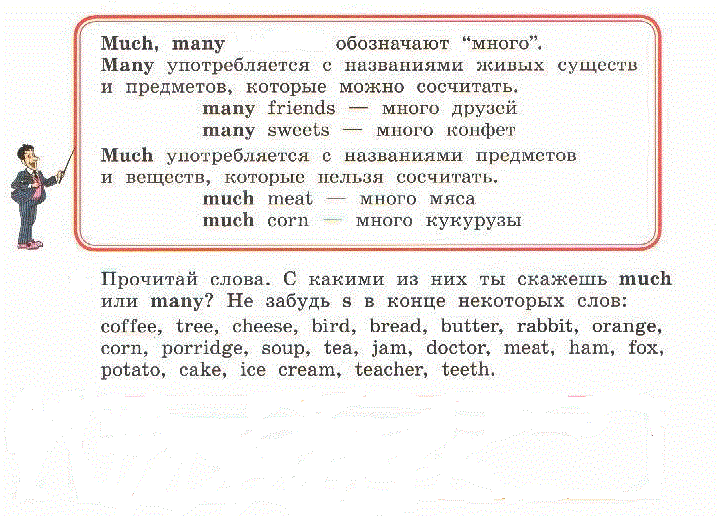 Much, many обозначают “много”.
Many употребляется с названиями живых существ
и предметов, которые можно сосчитать.
many friends — много друзей
many sweets — много конфет
Much употребляется с названиями предметов
и веществ, которые нельзя сосчитать.
much meat — много мяса
much corn — много кукурузы
Прочитай слова. С какими из них ты скажешь much
или many? Не забудь s в конце некоторых слов:
coffee, tree, cheese, bird, bread, butter, rabbit, orange,
corn, porridge, soup, tea, jam, doctor, meat, ham, fox,
potato, cake, ice cream, teacher, teeth.